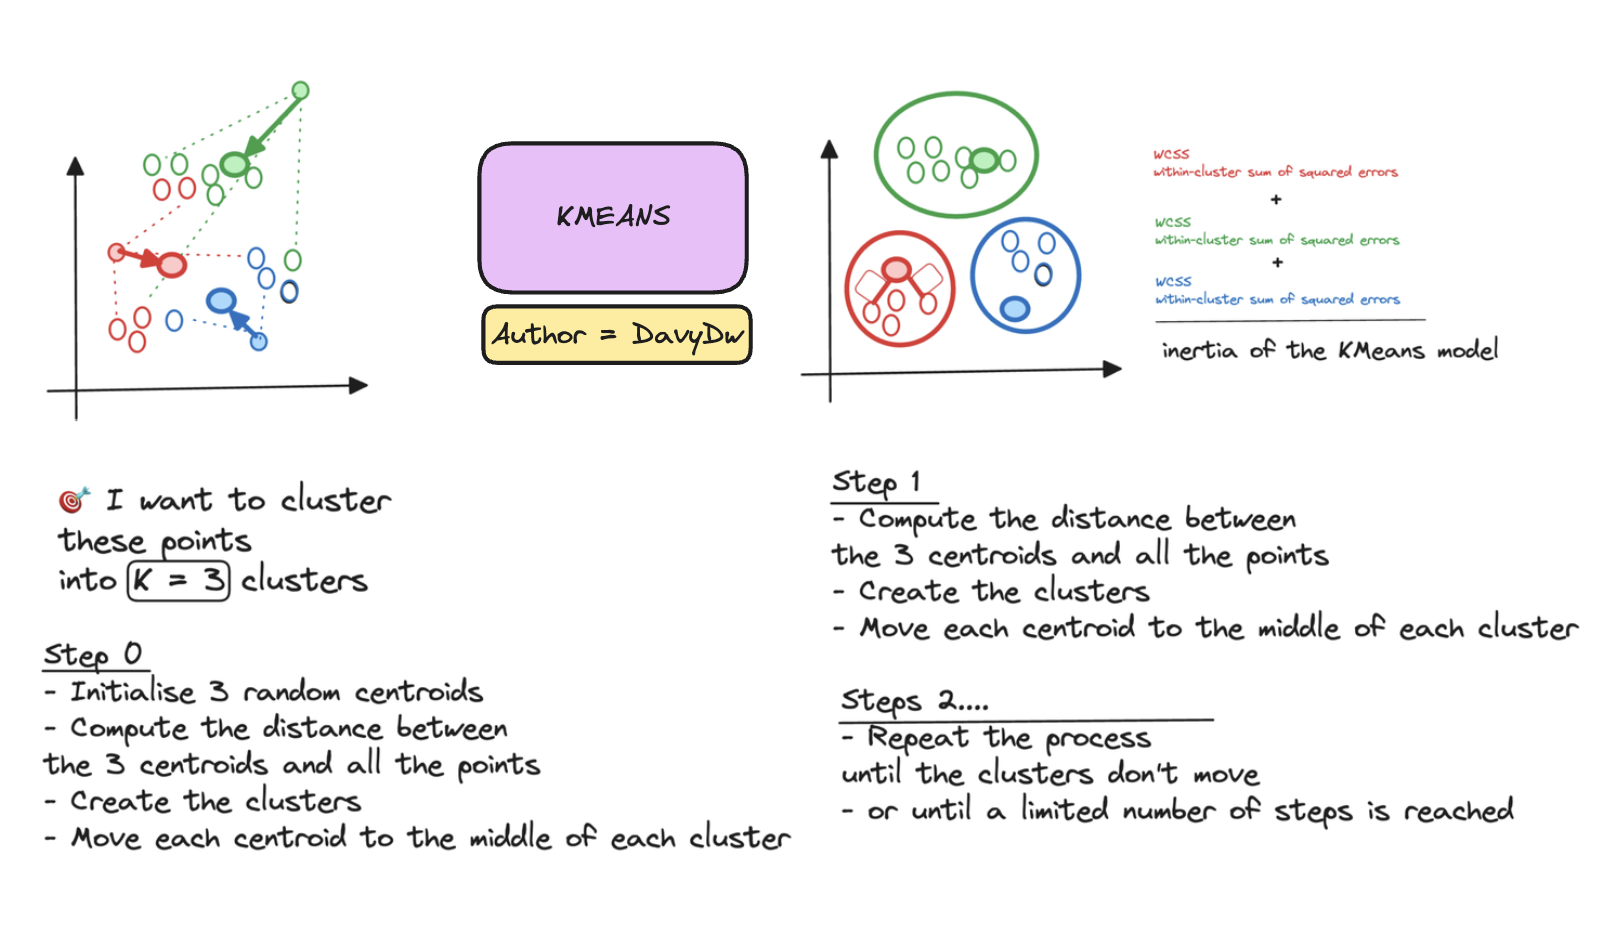 KMEANS
Author = DavyDw
WCSS
within-cluster sum of squared errors
+
WCSS
within-cluster sum of squared errors
+
WCSS
within-cluster sum of squared errors
inertia of the KMeans model
🎯 I want to cluster
these points
into K = 3 clusters
Step 0
- Initialise 3 random centroids
- Compute the distance between
the 3 centroids and all the points
- Create the clusters
- Move each centroid to the middle of each cluster
Step 1
- Compute the distance between
the 3 centroids and all the points
- Create the clusters
- Move each centroid to the middle of each cluster
Steps 2....
- Repeat the process
until the clusters don't move
- or until a limited number of steps is reached